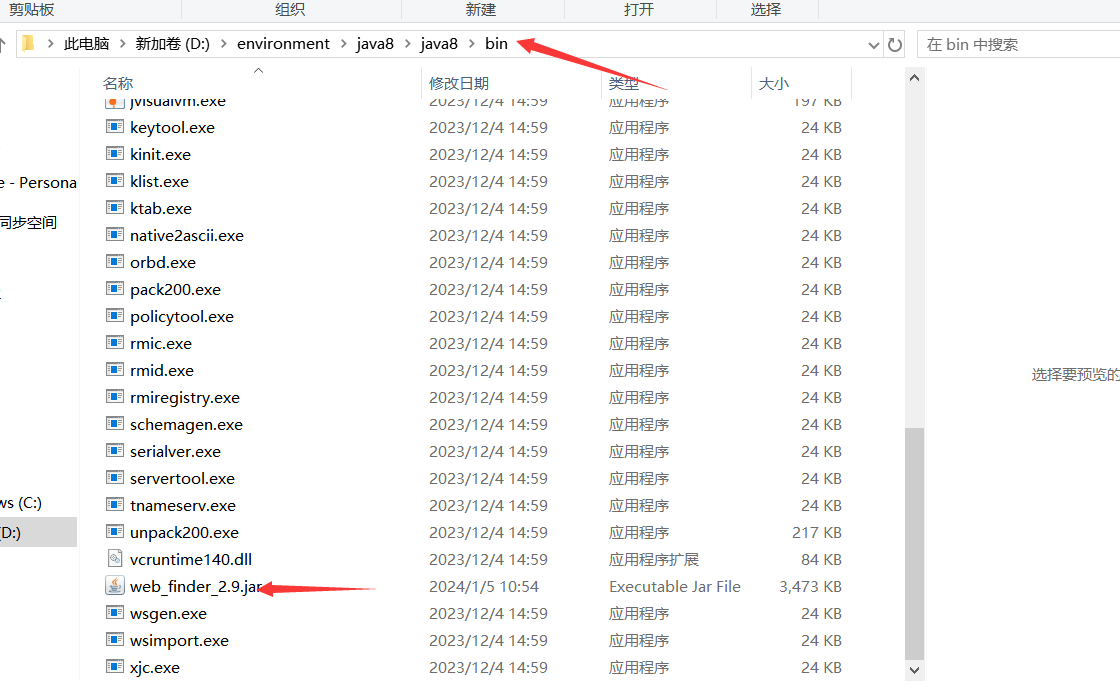 剪贴板 组织 新建 打开 选择
此电脑 > 新加卷 (D:) > environment > java8 > java8 > bin 在 bin 中搜索
名称 修改日期 类型 大小
jvisualvm.exe 2023/12/4 14:59 应用程序 197 KB
keytool.exe 2023/12/4 14:59 应用程序 24 KB
kinit.exe 2023/12/4 14:59 应用程序 24 KB
e - Persona klist.exe 2023/12/4 14:59 应用程序 24 KB
ktab.exe 2023/12/4 14:59 应用程序 24 KB
同步空间 native2ascii.exe 2023/12/4 14:59 应用程序 24 KB
orbd.exe 2023/12/4 14:59 应用程序 24 KB
pack200.exe 2023/12/4 14:59 应用程序 24 KB
policytool.exe 2023/12/4 14:59 应用程序 24 KB
rmic.exe 2023/12/4 14:59 应用程序 24 KB
rmid.exe 2023/12/4 14:59 应用程序 24 KB
选择要预览的
rmiregistry.exe 2023/12/4 14:59 应用程序 24 KB
schemagen.exe 2023/12/4 14:59 应用程序 24 KB
serialver.exe 2023/12/4 14:59 应用程序 24 KB
servertool.exe 2023/12/4 14:59 应用程序 24 KB
ws (C:) tnameserv.exe 2023/12/4 14:59 应用程序 24 KB
(D:) unpack200.exe 2023/12/4 14:59 应用程序 217 KB
vcruntime140.dll 2023/12/4 14:59 应用程序扩展 84 KB
web_finder_2.9.jar 2024/1/5 10:54 Executable Jar File 3,473 KB
wsgen.exe 2023/12/4 14:59 应用程序 24 KB
wsimport.exe 2023/12/4 14:59 应用程序 24 KB
xjc.exe 2023/12/4 14:59 应用程序 24 KB